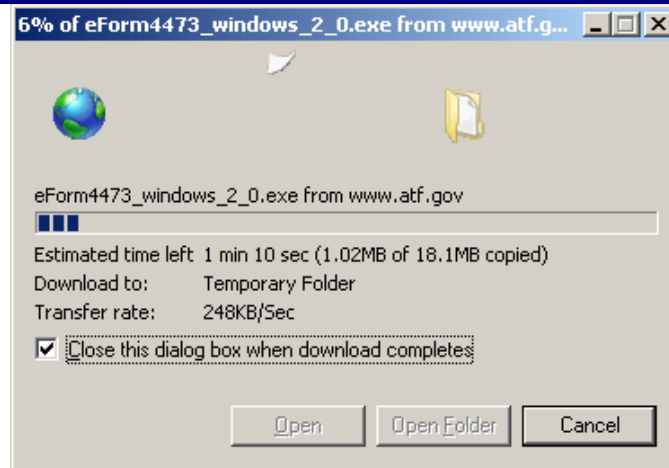 6% of eForm4473_windows_2_0.exe from www.atf.g...
eForm4473_windows_2_0.exe from www.atf.gov
Estimated time left 1 min 10 sec (1.02MB of 18.1MB copied)
Download to: Temporary Folder
Transfer rate: 248KB/Sec
Close this dialog box when download completes
Open Open Folder Cancel